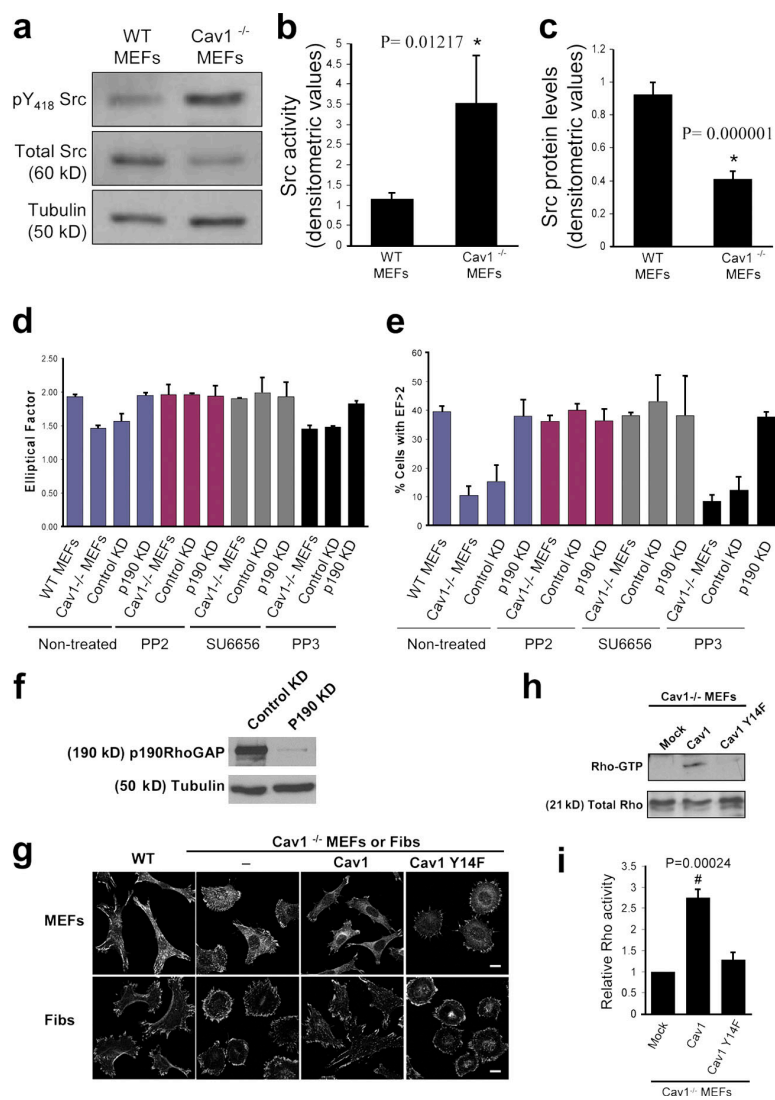 a
WT MEFs
Cav1 -/- MEFs
pY418 Src
Total Src (60 kD)
Tubulin (50 kD)
b
P= 0.01217
*
Src activity (densitometric values)
5
4.5
4
3.5
3
2.5
2
1.5
1
0.5
0
WT MEFs
Cav1 -/- MEFs
c
P= 0.000001
*
Src protein levels (densitometric values)
1.2
1
0.8
0.6
0.4
0.2
0
WT MEFs
Cav1 -/- MEFs
d
Elliptical Factor
2.50
2.00
1.50
1.00
0.50
0.00
WT MEFs
Cav1-/- MEFs
Control KD
p190 KD
Cav1-/- MEFs
Control KD
p190 KD
Cav1-/- MEFs
Control KD
p190 KD
Cav1-/- MEFs
Control KD
p190 KD
Non-treated
PP2
SU6656
PP3
e
% Cells with EF>2
60
50
40
30
20
10
0
WT MEFs
Cav1-/- MEFs
Control KD
p190 KD
Cav1-/- MEFs
Control KD
p190 KD
Cav1-/- MEFs
Control KD
p190 KD
Cav1-/- MEFs
Control KD
p190 KD
Non-treated
PP2
SU6656
PP3
f
Control KD
P190 KD
(190 kD) p190RhoGAP
(50 kD) Tubulin
g
Cav1 -/- MEFs or Fibs
WT
–
Cav1
Cav1 Y14F
MEFs
Fibs
h
Cav1-/- MEFs
Mock
Cav1
Cav1 Y14F
Rho-GTP
(21 kD) Total Rho
i
P=0.00024
#
Relative Rho activity
3.5
3
2.5
2
1.5
1
0.5
0
Mock
Cav1
Cav1 Y14F
Cav1-/- MEFs